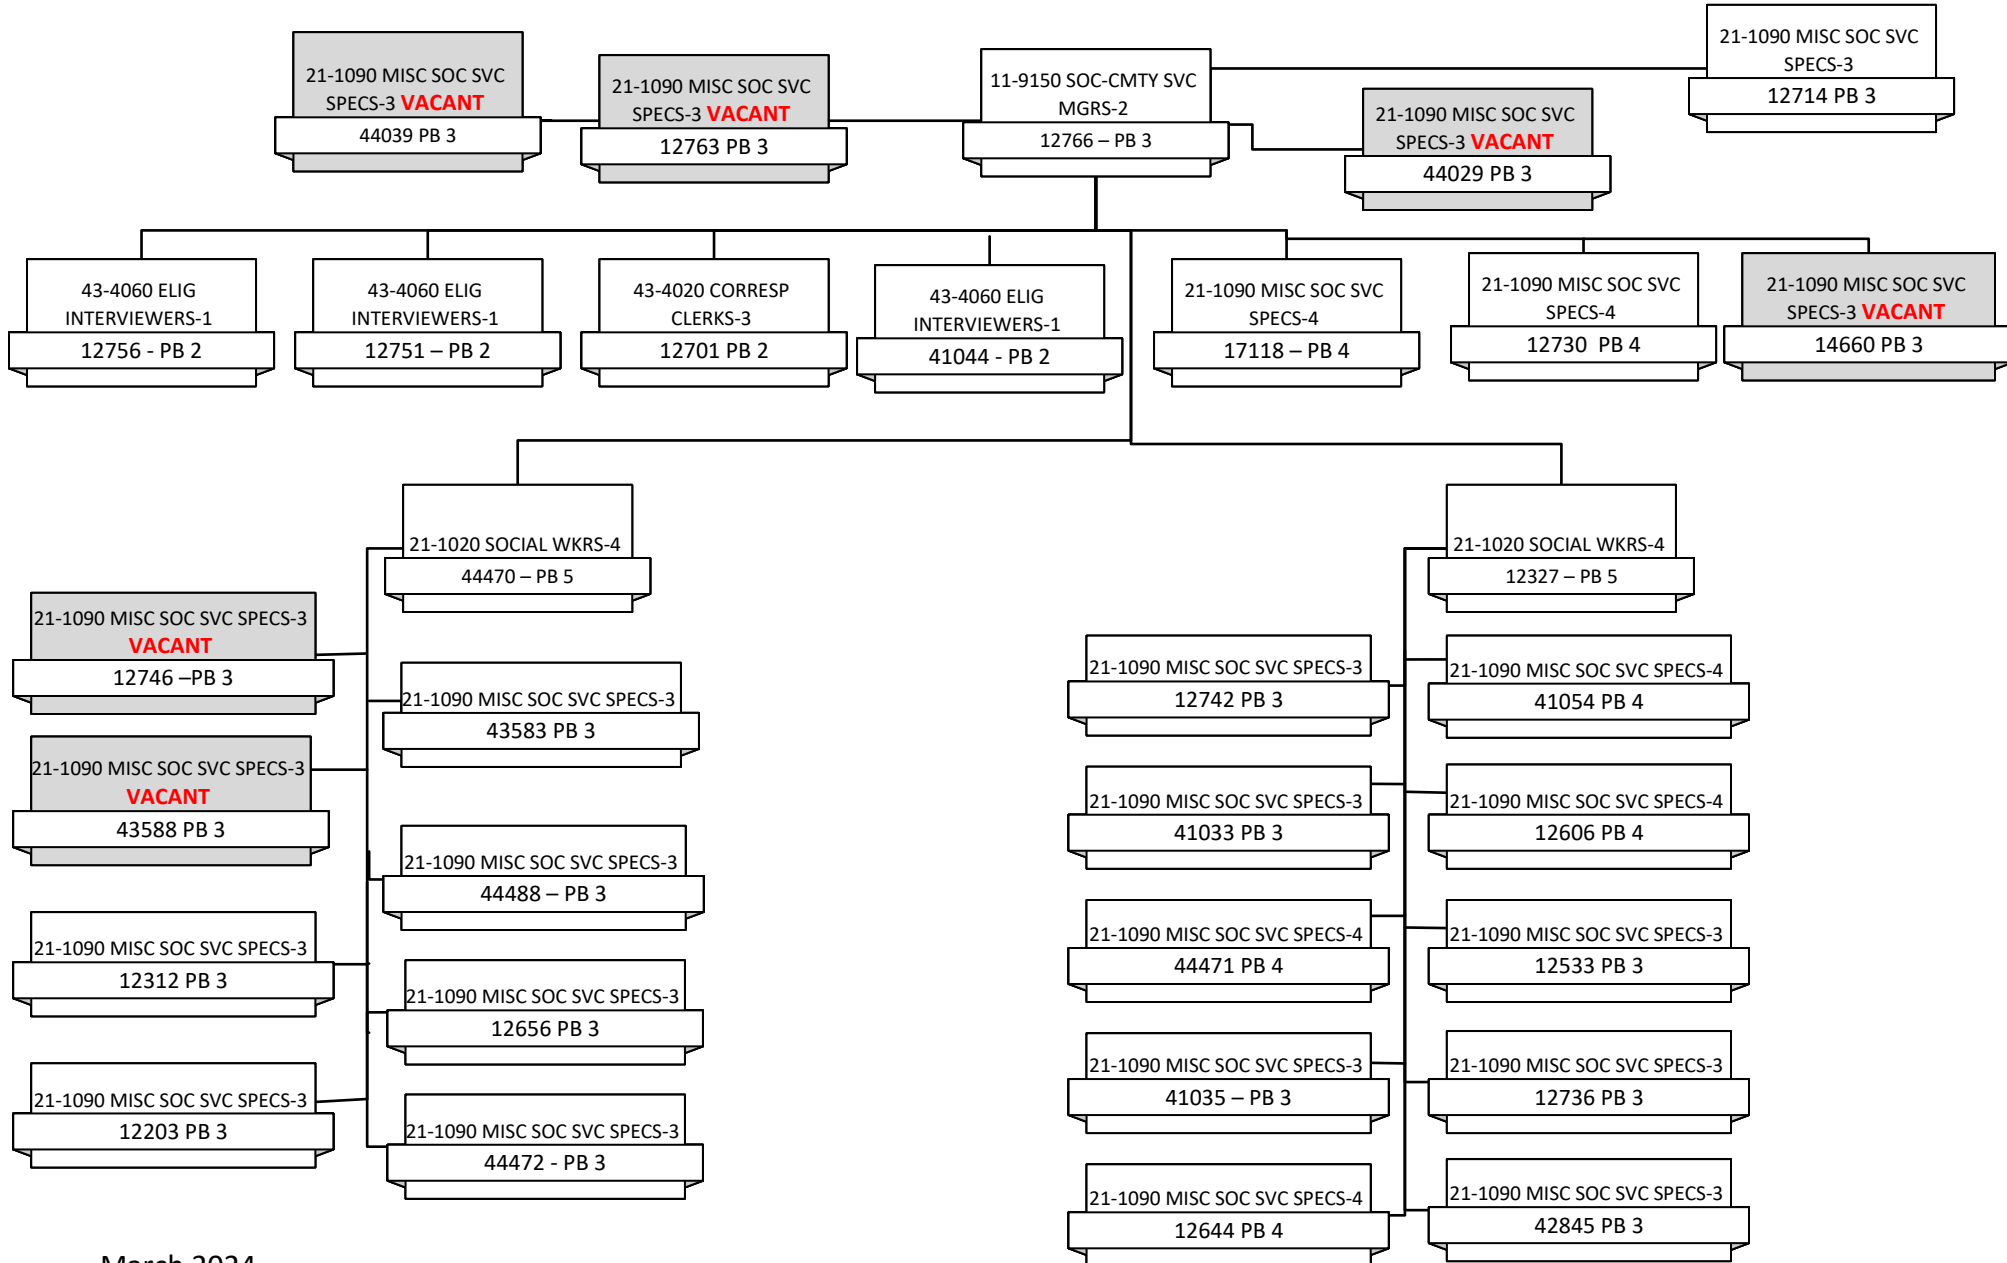 21-1090 MISC SOC SVC
SPECS-3 VACANT
44039 PB 3
21-1090 MISC SOC SVC
SPECS-3 VACANT
12763 PB 3
11-9150 SOC-CMTY SVC
MGRS-2
12766 – PB 3
21-1090 MISC SOC SVC
SPECS-3 VACANT
44029 PB 3
21-1090 MISC SOC SVC
SPECS-3
12714 PB 3
43-4060 ELIG
INTERVIEWERS-1
12756 - PB 2
43-4060 ELIG
INTERVIEWERS-1
12751 – PB 2
43-4020 CORRESP
CLERKS-3
12701 PB 2
43-4060 ELIG
INTERVIEWERS-1
41044 - PB 2
21-1090 MISC SOC SVC
SPECS-4
17118 – PB 4
21-1090 MISC SOC SVC
SPECS-4
12730 PB 4
21-1090 MISC SOC SVC
SPECS-3 VACANT
14660 PB 3
21-1020 SOCIAL WKRS-4
44470 – PB 5
21-1090 MISC SOC SVC SPECS-3
VACANT
12746 –PB 3
21-1090 MISC SOC SVC SPECS-3
43583 PB 3
21-1090 MISC SOC SVC SPECS-3
VACANT
43588 PB 3
21-1090 MISC SOC SVC SPECS-3
44488 – PB 3
21-1090 MISC SOC SVC SPECS-3
12312 PB 3
21-1090 MISC SOC SVC SPECS-3
12656 PB 3
21-1090 MISC SOC SVC SPECS-3
12203 PB 3
21-1090 MISC SOC SVC SPECS-3
44472 - PB 3
21-1020 SOCIAL WKRS-4
12327 – PB 5
21-1090 MISC SOC SVC SPECS-3
12742 PB 3
21-1090 MISC SOC SVC SPECS-4
41054 PB 4
21-1090 MISC SOC SVC SPECS-3
41033 PB 3
21-1090 MISC SOC SVC SPECS-4
12606 PB 4
21-1090 MISC SOC SVC SPECS-4
44471 PB 4
21-1090 MISC SOC SVC SPECS-3
12533 PB 3
21-1090 MISC SOC SVC SPECS-3
41035 – PB 3
21-1090 MISC SOC SVC SPECS-3
12736 PB 3
21-1090 MISC SOC SVC SPECS-4
12644 PB 4
21-1090 MISC SOC SVC SPECS-3
42845 PB 3
March 2024